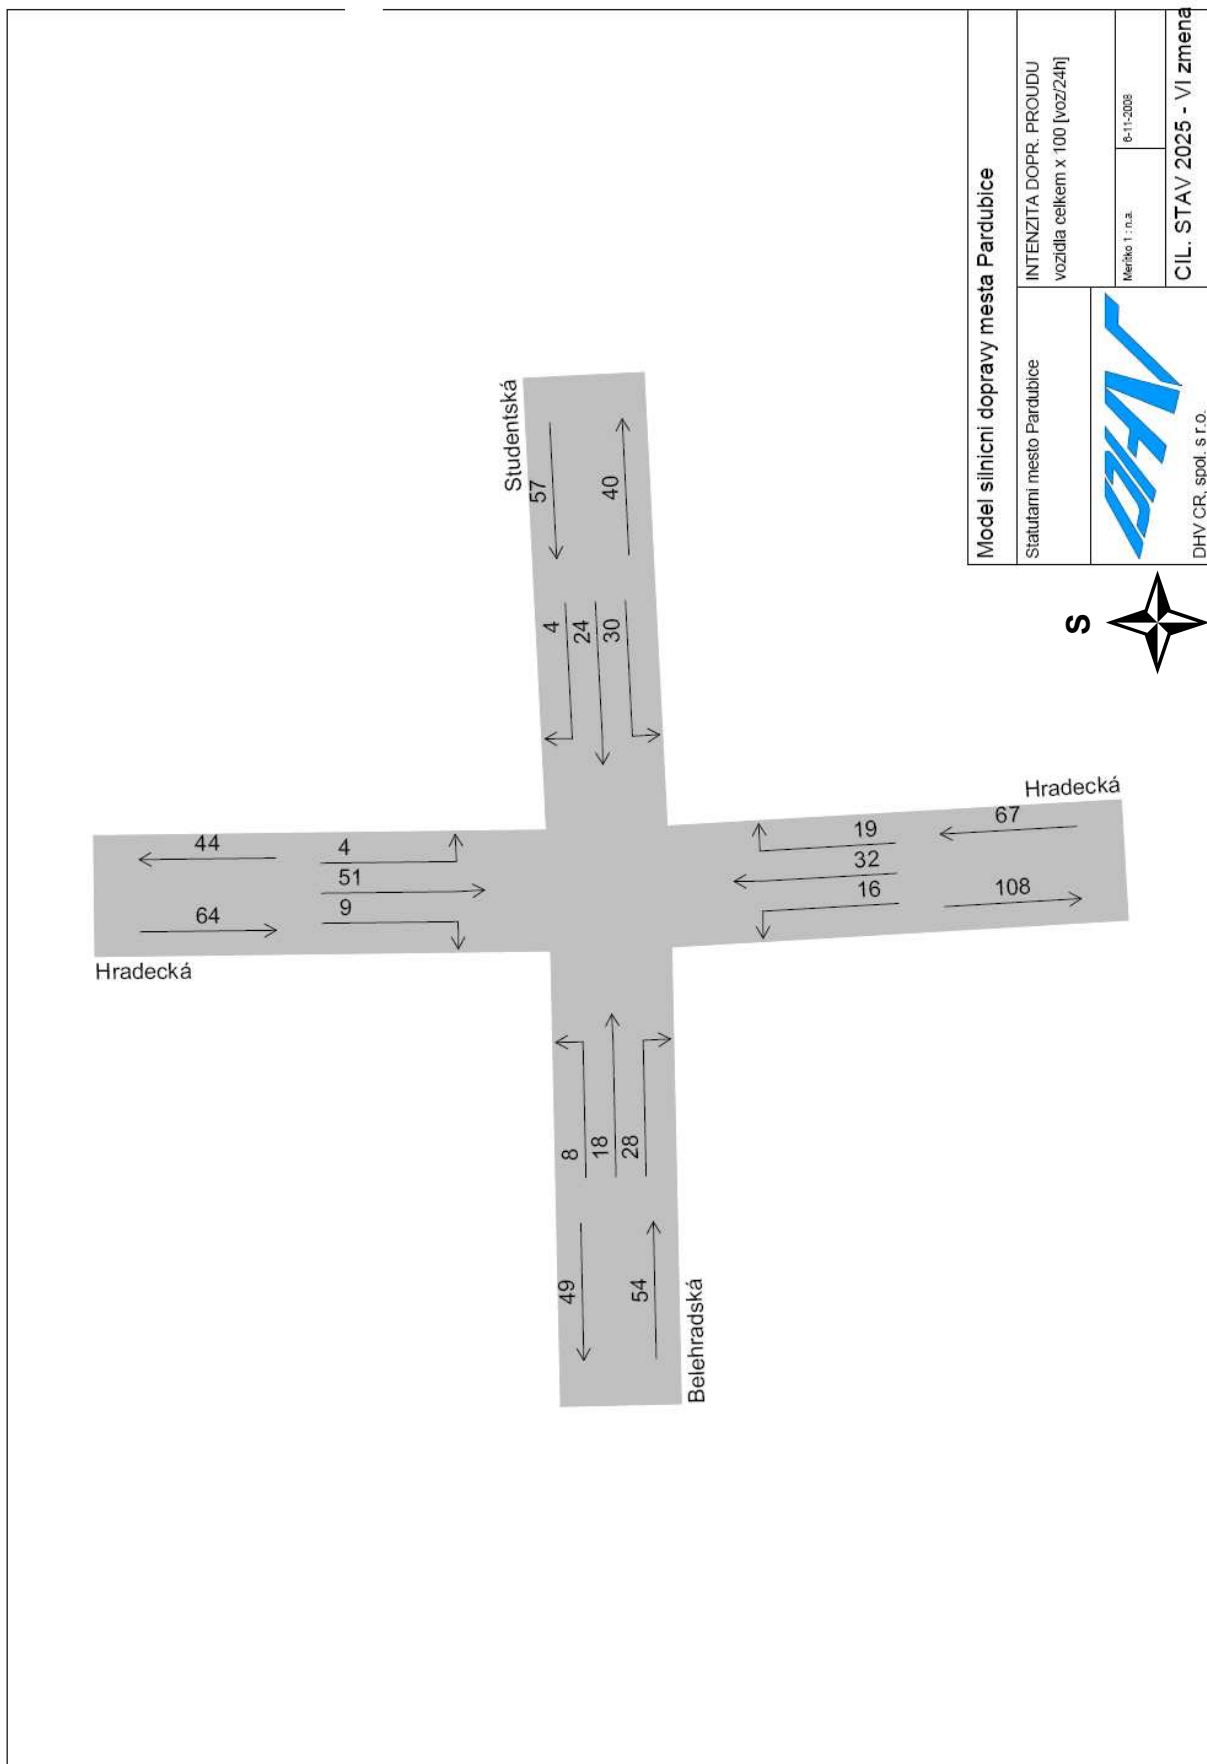 Studentská
57
40
4
24
30
Hradecká
44
4
51
64
9
Hradecká
67
19
32
16
108
8
18
28
49
54
Belehradská
S
Model silnicni dopravy mesta Pardubice
Statutarni mesto Pardubice
INTENZITA DOPR. PROUDU
vozidla celkem x 100 [voz/24h]
Meritko 1 : n.a.
6-11-2008
DHV
DHV CR, spol. s r.o.
CIL. STAV 2025 - VI zmena